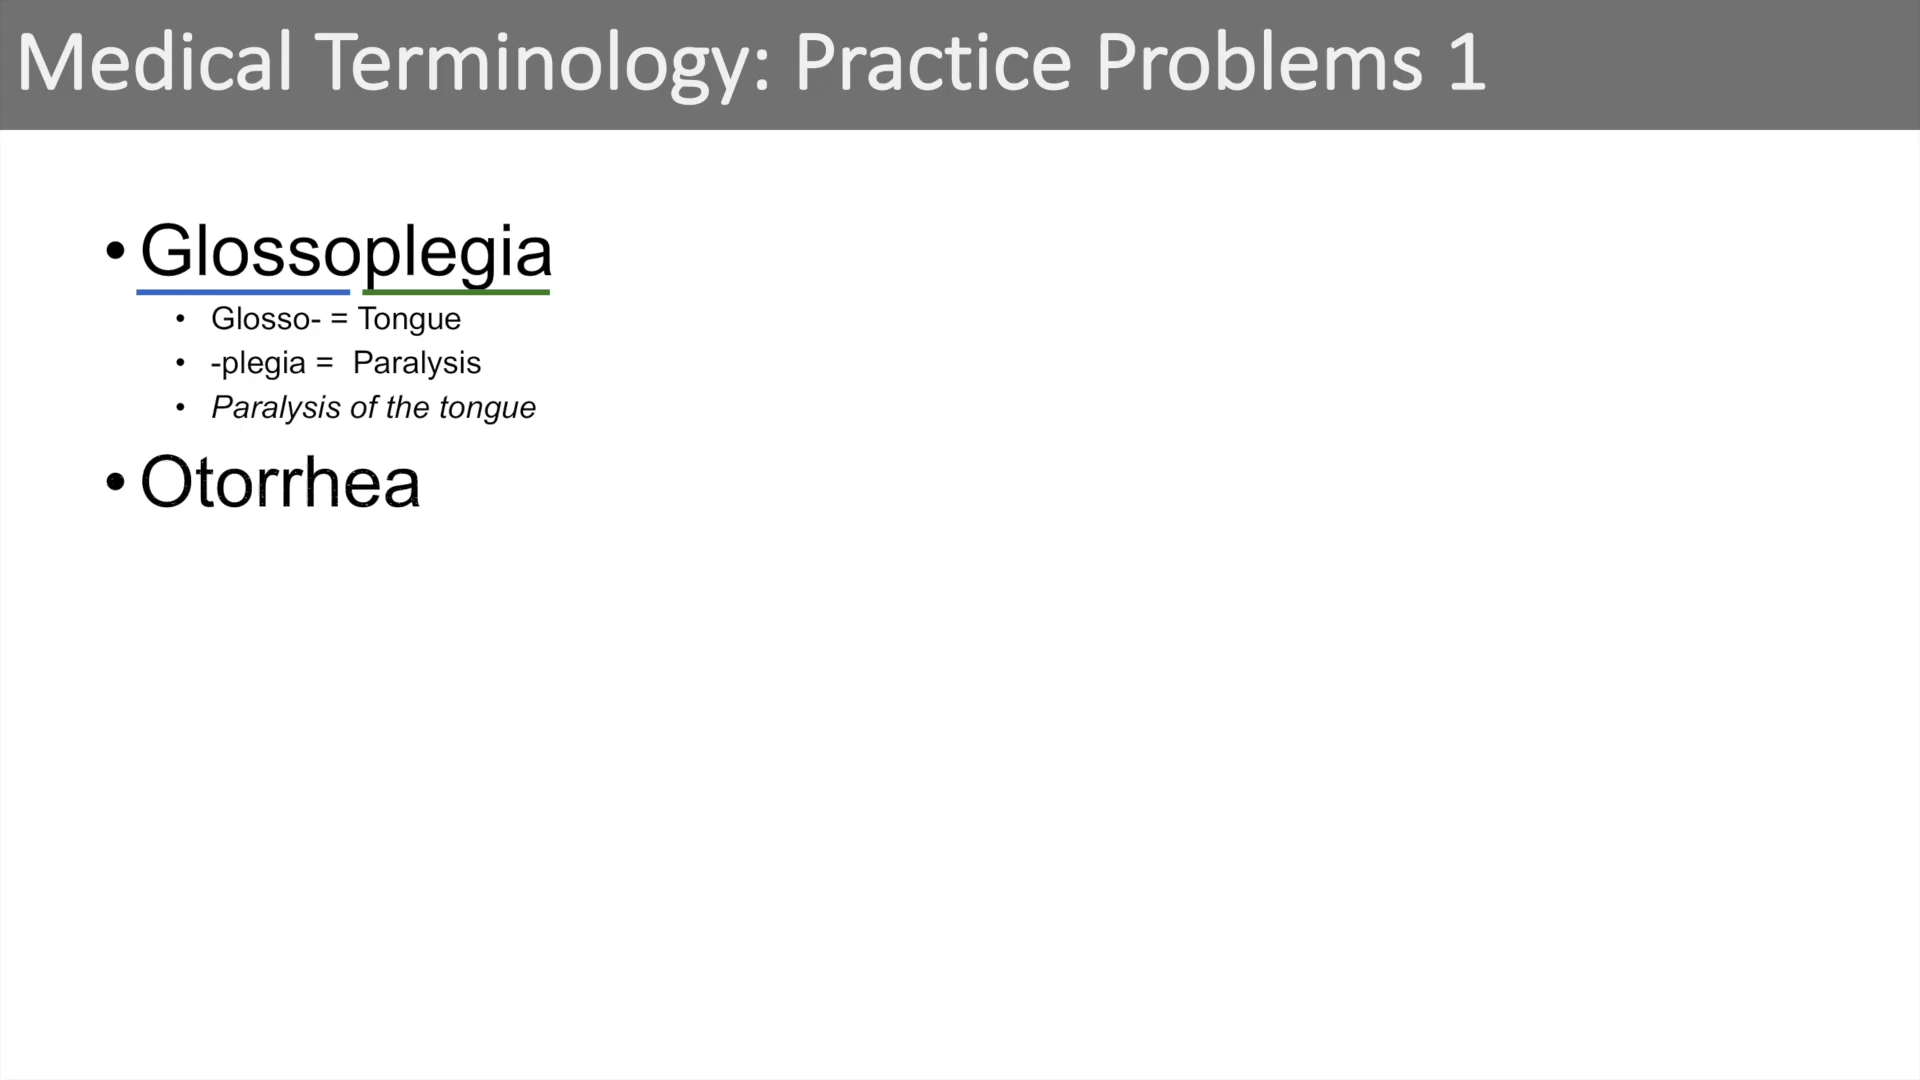 Medical Terminology: Practice Problems 1
• Glossoplegia
• Glosso- = Tongue
• -plegia = Paralysis
• Paralysis of the tongue
• Otorrhea